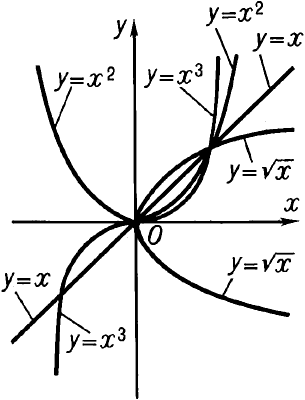 y
y=x²
y=x
y=x²
y=x³
y=√x
x
O
y=√x
y=x
y=x³